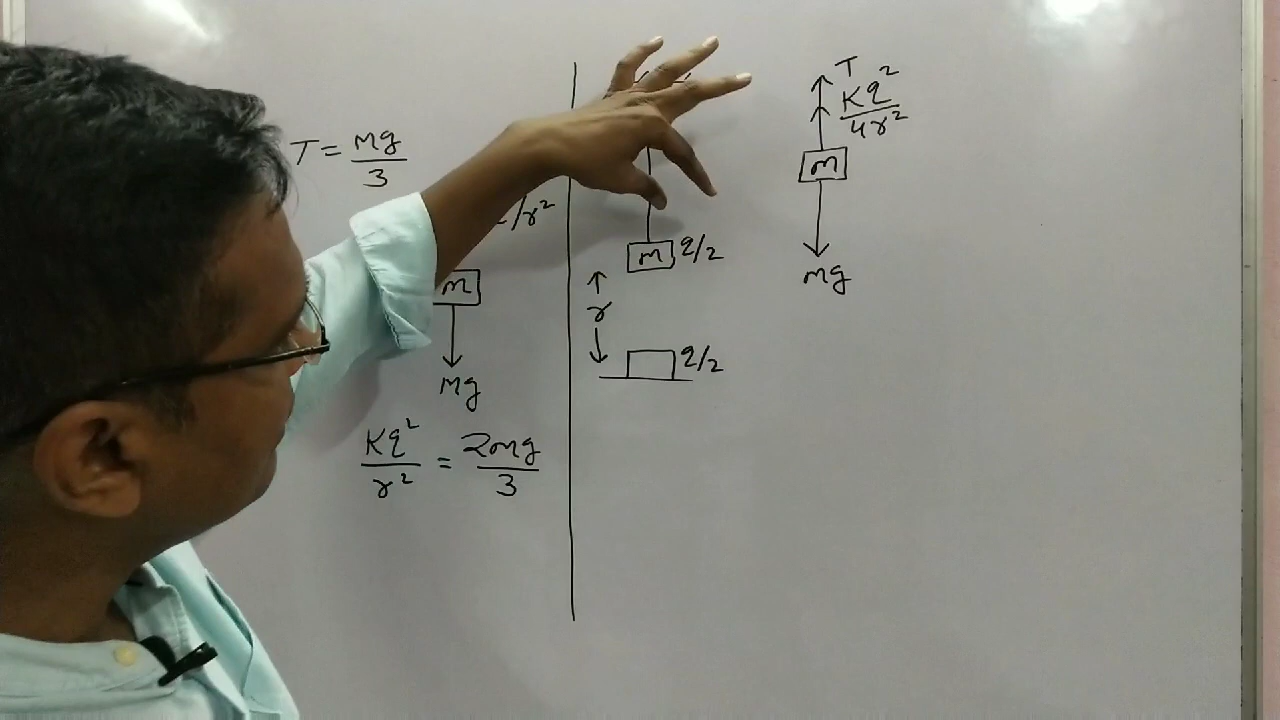 T = mg/3
/r²
m
mg
Kq²/r² = 2mg/3
m q/2
r
q/2
T
Kq²/4r²
m
mg